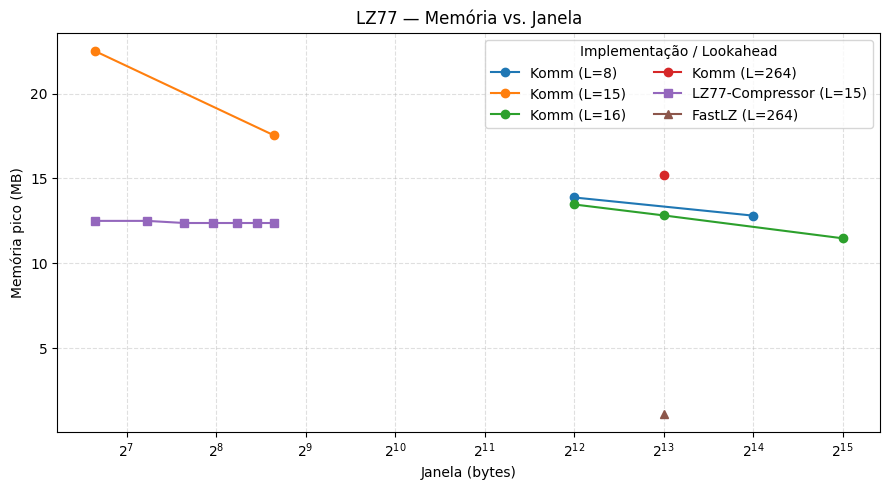 LZ77 — Memória vs. Janela
Implementação / Lookahead
Komm (L=8)
Komm (L=15)
Komm (L=16)
Komm (L=264)
LZ77-Compressor (L=15)
FastLZ (L=264)
Memória pico (MB)
20
15
10
5
2^7 2^8 2^9 2^10 2^11 2^12 2^13 2^14 2^15
Janela (bytes)